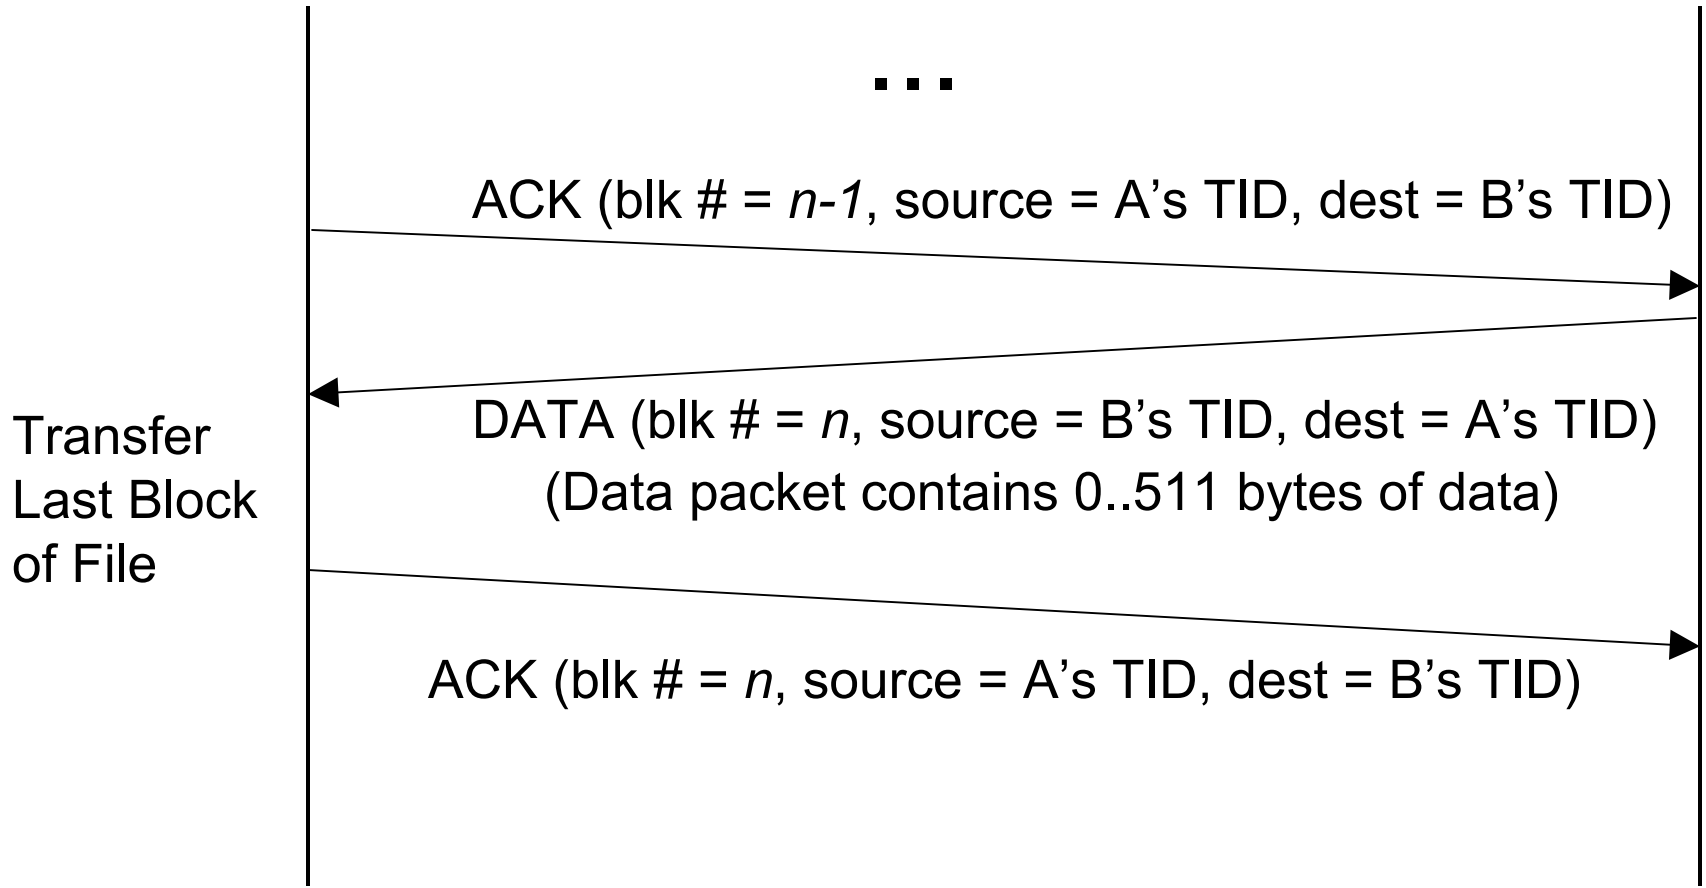 ...
ACK (blk # = n-1, source = A’s TID, dest = B’s TID)
DATA (blk # = n, source = B’s TID, dest = A’s TID)
(Data packet contains 0..511 bytes of data)
Transfer
Last Block
of File
ACK (blk # = n, source = A’s TID, dest = B’s TID)